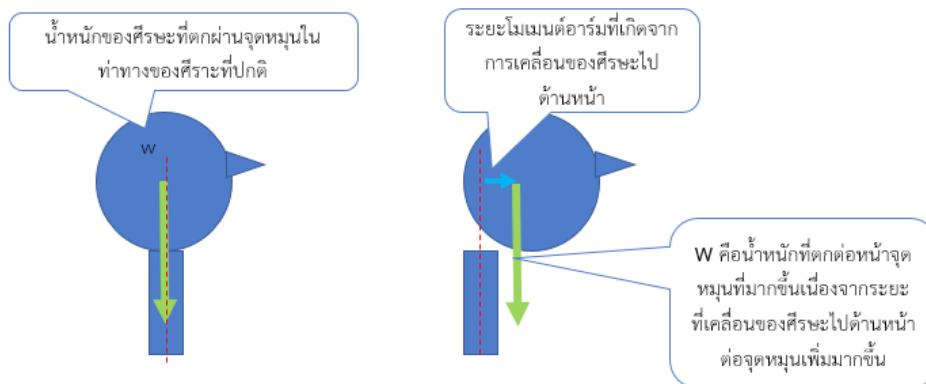 น้ำหนักของศีรษะที่ตกผ่านจุดหมุนใน
ท่าทางของศีราะที่ปกติ
W
ระยะโมเมนต์อาร์มที่เกิดจาก
การเคลื่อนของศีรษะไป
ด้านหน้า
W คือน้ำหนักที่ตกต่อหน้าจุด
หมุนที่มากขึ้นเนื่องจากระยะ
ที่เคลื่อนของศีรษะไปด้านหน้า
ต่อจุดหมุนเพิ่มมากขึ้น